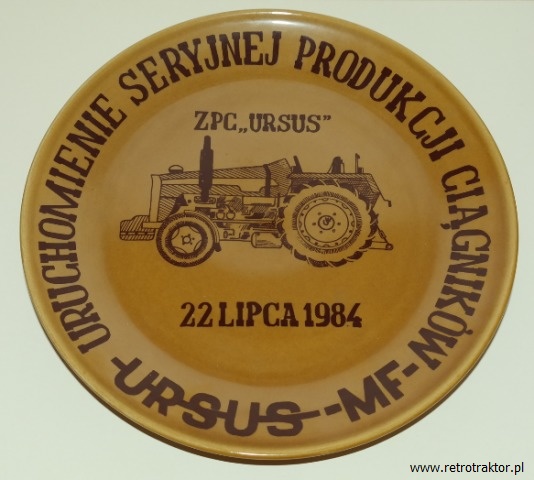 URUCHOMIENIE SERYJNEJ PRODUKCJI CIĄGNIKÓW
URSUS -MF-
ZPC„URSUS”
22 LIPCA 1984
www.retrotraktor.pl